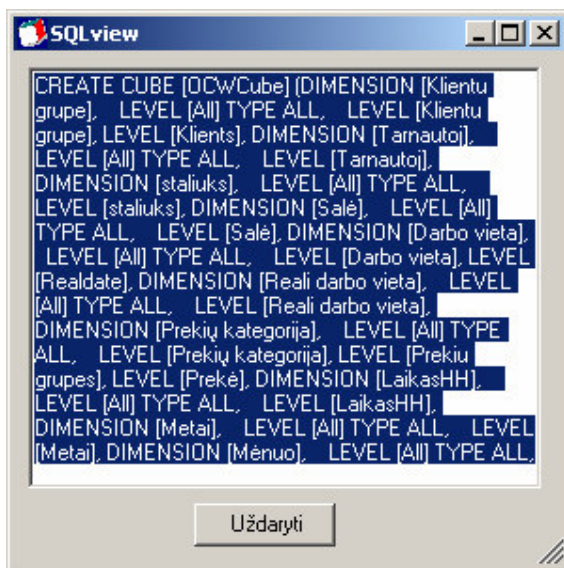 SQLview
CREATE CUBE [OCWCube] (DIMENSION [Klientu
grupe],    LEVEL [All] TYPE ALL,    LEVEL [Klientu
grupe], LEVEL [Klients], DIMENSION [Tarnautoj],
LEVEL [All] TYPE ALL,    LEVEL [Tarnautoj],
DIMENSION [staliuks],    LEVEL [All] TYPE ALL,
LEVEL [staliuks], DIMENSION [Salė],    LEVEL [All]
TYPE ALL,    LEVEL [Salė], DIMENSION [Darbo vieta],
LEVEL [All] TYPE ALL,    LEVEL [Darbo vieta], LEVEL
[Realdate], DIMENSION [Reali darbo vieta],    LEVEL
[All] TYPE ALL,    LEVEL [Reali darbo vieta],
DIMENSION [Prekių kategorija],    LEVEL [All] TYPE
ALL,    LEVEL [Prekių kategorija], LEVEL [Prekiu
grupes], LEVEL [Prekė], DIMENSION [LaikasHH],
LEVEL [All] TYPE ALL,    LEVEL [LaikasHH],
DIMENSION [Metai],    LEVEL [All] TYPE ALL,    LEVEL
[Metai], DIMENSION [Mėnuo],    LEVEL [All] TYPE ALL,
Uždaryti